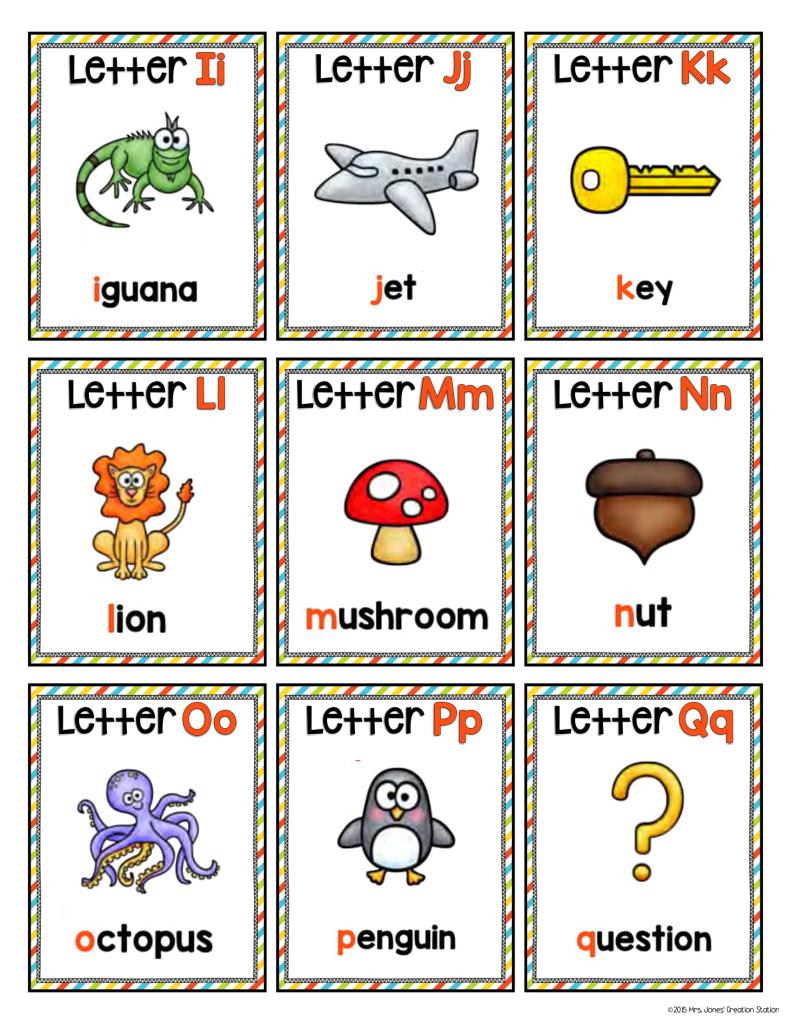 Letter Ii
Letter Jj
Letter Kk
iguana
jet
key
Letter Ll
Letter Mm
Letter Nn
lion
mushroom
nut
Letter Oo
Letter Pp
Letter Qq
octopus
penguin
question
©2015 Mrs. Jones' Creation Station